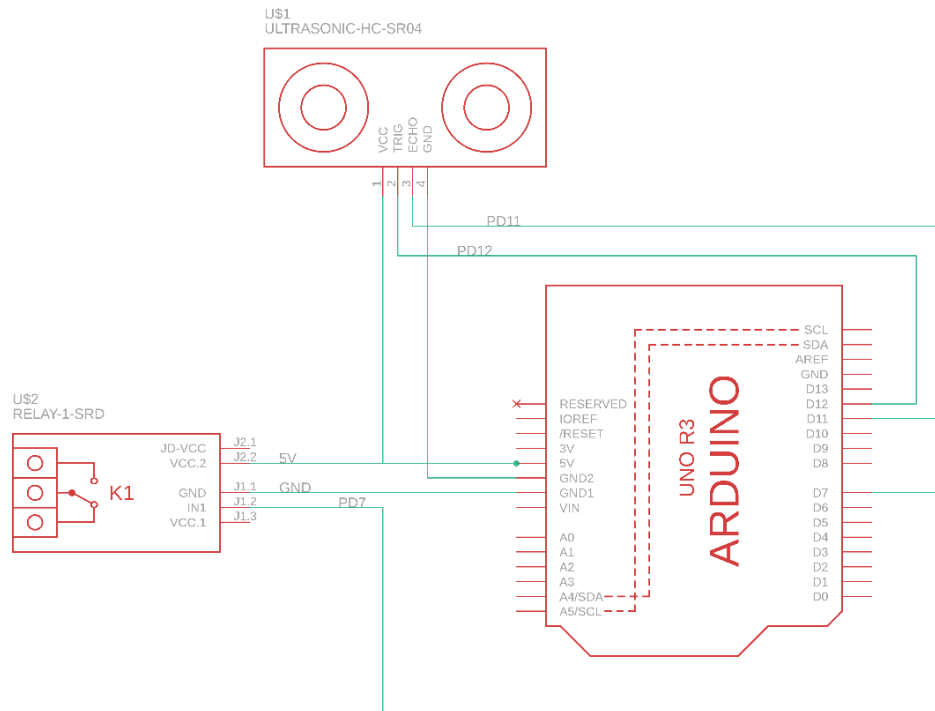 U$1
ULTRASONIC-HC-SR04
VCC
TRIG
ECHO
GND
1
2
3
4
PD11
PD12
U$2
RELAY-1-SRD
JD-VCC
VCC.2
GND
IN1
VCC.1
J2.1
J2.2
J1.1
J1.2
J1.3
K1
5V
GND
PD7
RESERVED
IOREF
/RESET
3V
5V
GND2
GND1
VIN
A0
A1
A2
A3
A4/SDA
A5/SCL
UNO R3
ARDUINO
SCL
SDA
AREF
GND
D13
D12
D11
D10
D9
D8
D7
D6
D5
D4
D3
D2
D1
D0